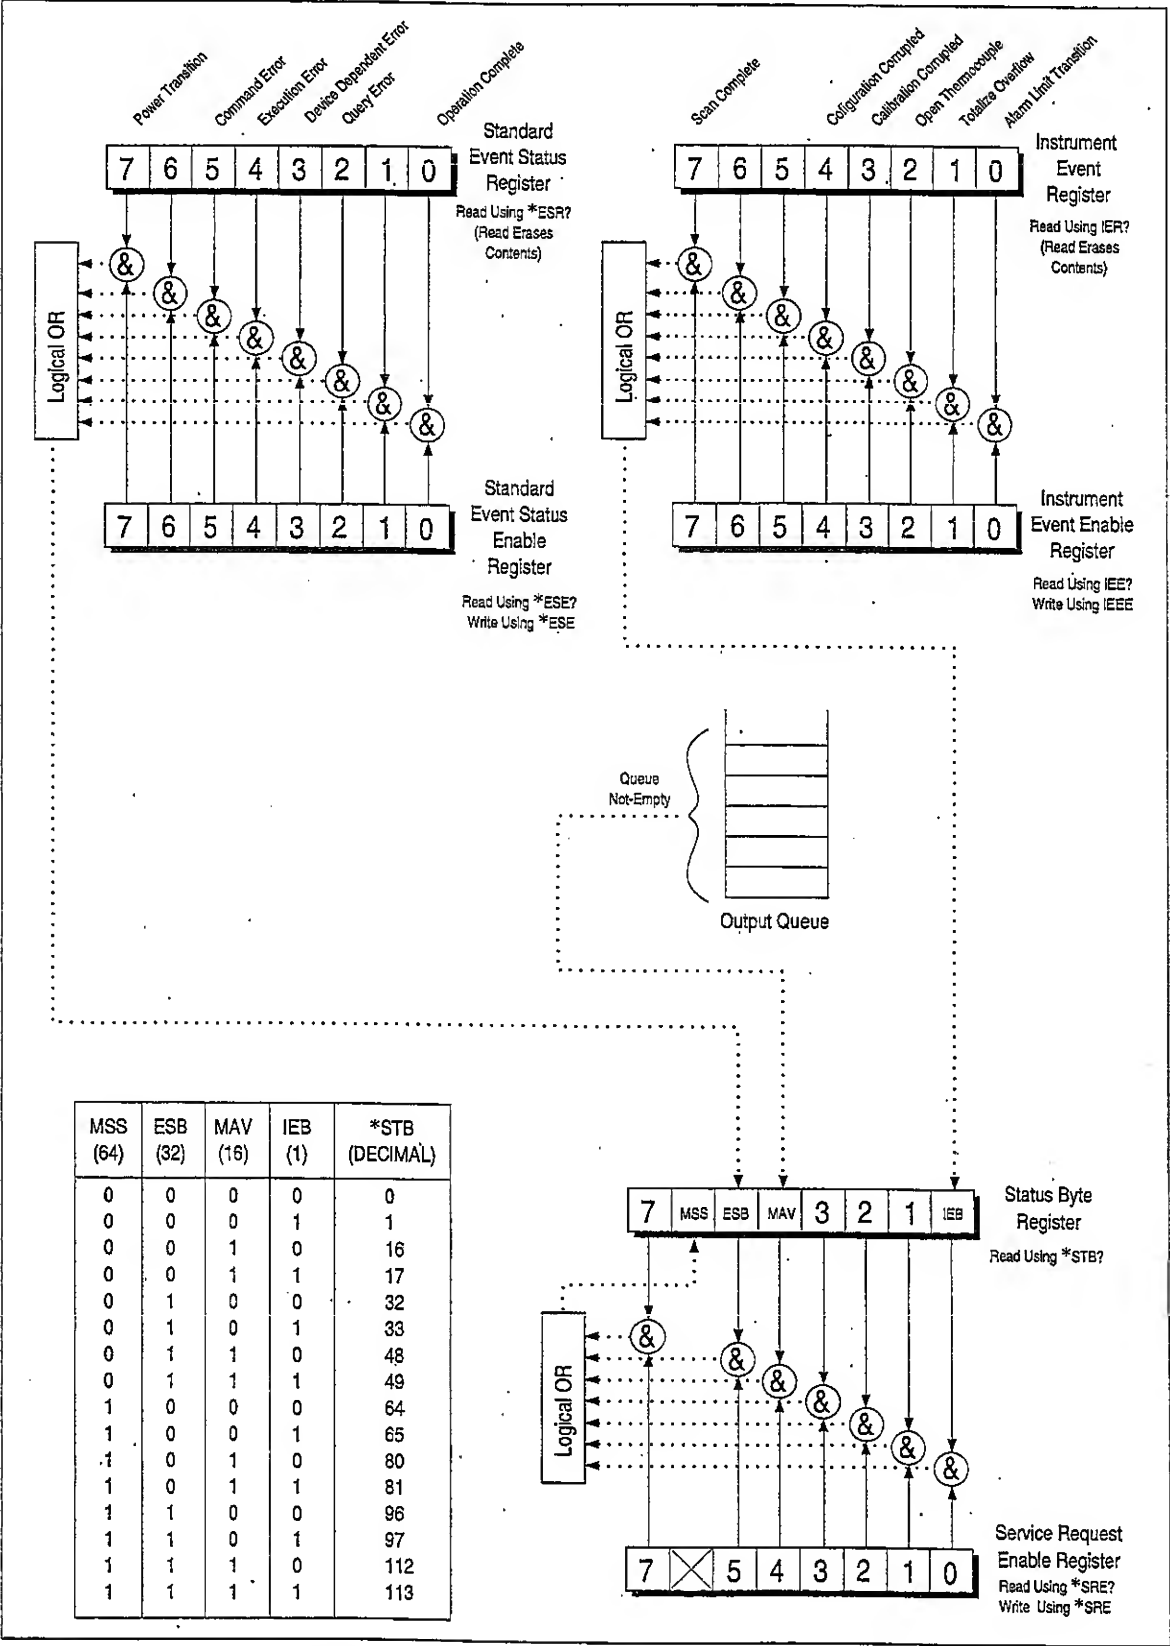 Power Transition
Command Error
Execution Error
Device Dependent Error
Query Error
Operation Complete
7 6 5 4 3 2 1 0
Standard
Event Status
Register
Read Using *ESR?
(Read Erases
Contents)
Logical OR
& & & & & & & &
7 6 5 4 3 2 1 0
Standard
Event Status
Enable
Register
Read Using *ESE?
Write Using *ESE
Scan Complete
Cofiguration Corrupted
Calibration Corrupted
Open Thermocouple
Totalize Overflow
Alarm Limit Transition
7 6 5 4 3 2 1 0
Instrument
Event
Register
Read Using IER?
(Read Erases
Contents)
Logical OR
& & & & & & & &
7 6 5 4 3 2 1 0
Instrument
Event Enable
Register
Read Using IEE?
Write Using IEEE
Queue
Not-Empty
Output Queue
MSS ESB MAV IEB *STB
(64) (32) (16) (1) (DECIMAL)
0 0 0 0 0
0 0 0 1 1
0 0 1 0 16
0 0 1 1 17
0 1 0 0 32
0 1 0 1 33
0 1 1 0 48
0 1 1 1 49
1 0 0 0 64
1 0 0 1 65
1 0 1 0 80
1 0 1 1 81
1 1 0 0 96
1 1 0 1 97
1 1 1 0 112
1 1 1 1 113
7 MSS ESB MAV 3 2 1 IEB
Status Byte
Register
Read Using *STB?
Logical OR
& & & & & & &
7 5 4 3 2 1 0
Service Request
Enable Register
Read Using *SRE?
Write Using *SRE